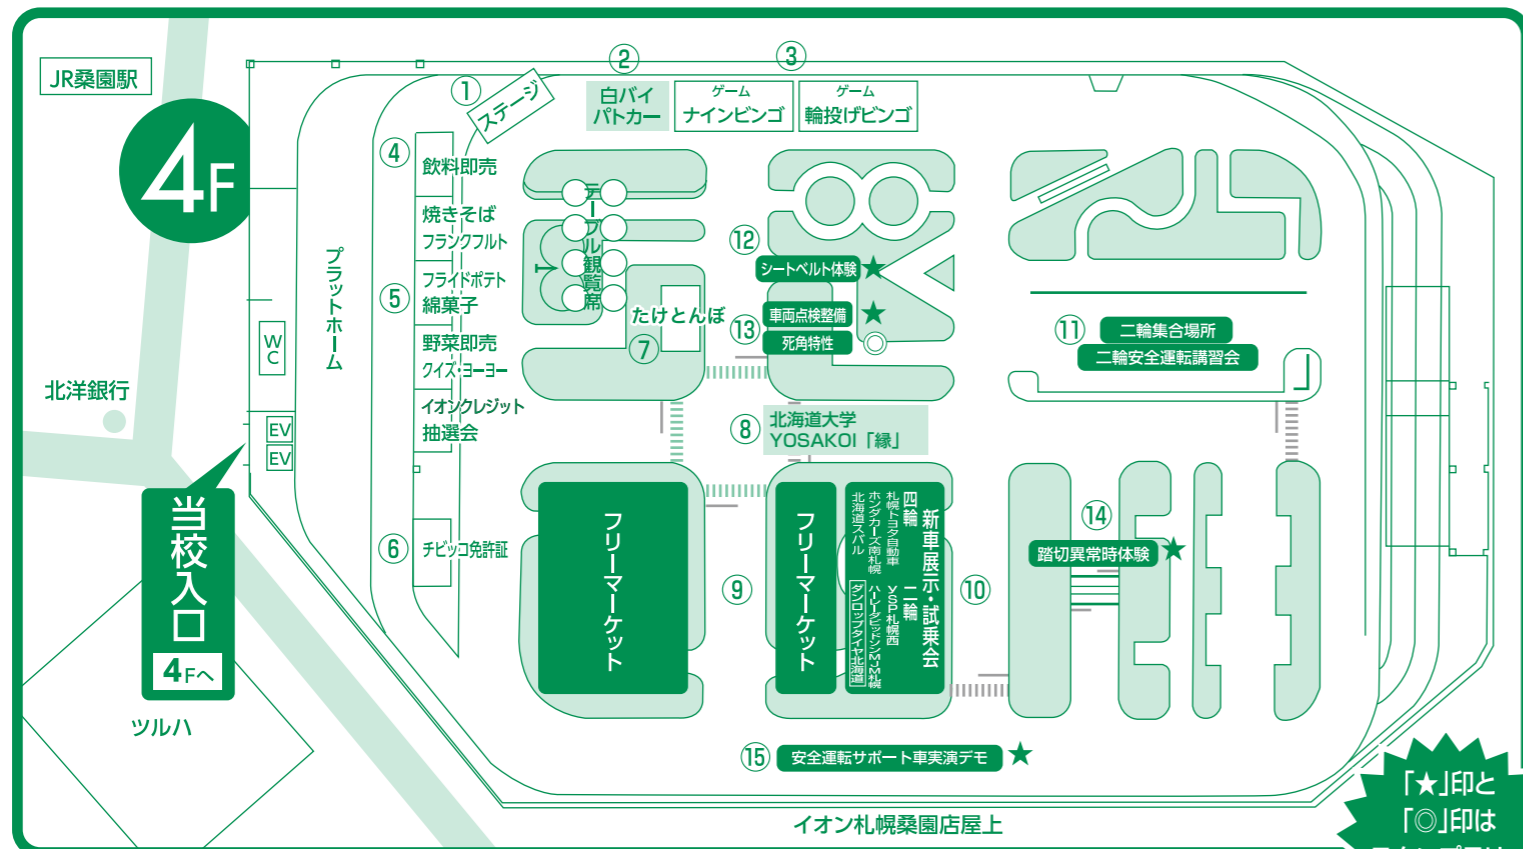 JR桑園駅
4F
①
ステージ
②
白バイ
パトカー
③
ゲーム
ナインビンゴ
ゲーム
輪投げビンゴ
④
飲料即売
焼きそば
フランクフルト
⑤
フライドポテト
綿菓子
野菜即売
クイズ・ヨーヨー
イオンクレジット
抽選会
⑥
チビッコ免許証
プラットホーム
WC
EV
EV
北洋銀行
当校入口
4Fへ
ツルハ
テーブル観覧席
たけとんぼ
⑦
⑫
シートベルト体験★
⑬
車両点検整備★
死角特性◎
⑧
北海道大学
YOSAKOI「縁」
⑪
二輪集合場所
二輪安全運転講習会
フリーマーケット
⑨
フリーマーケット
新車展示・試乗会
四輪
札幌トヨタ自動車
ホンダカーズ南札幌
北海道スバル
二輪
YSP札幌西
ハーレーダビッドソンMJM札幌
ダンロップタイヤ北海道
⑩
⑭
踏切異常時体験★
⑮
安全運転サポート車実演デモ★
イオン札幌桑園店屋上
「★」印と
「◎」印は